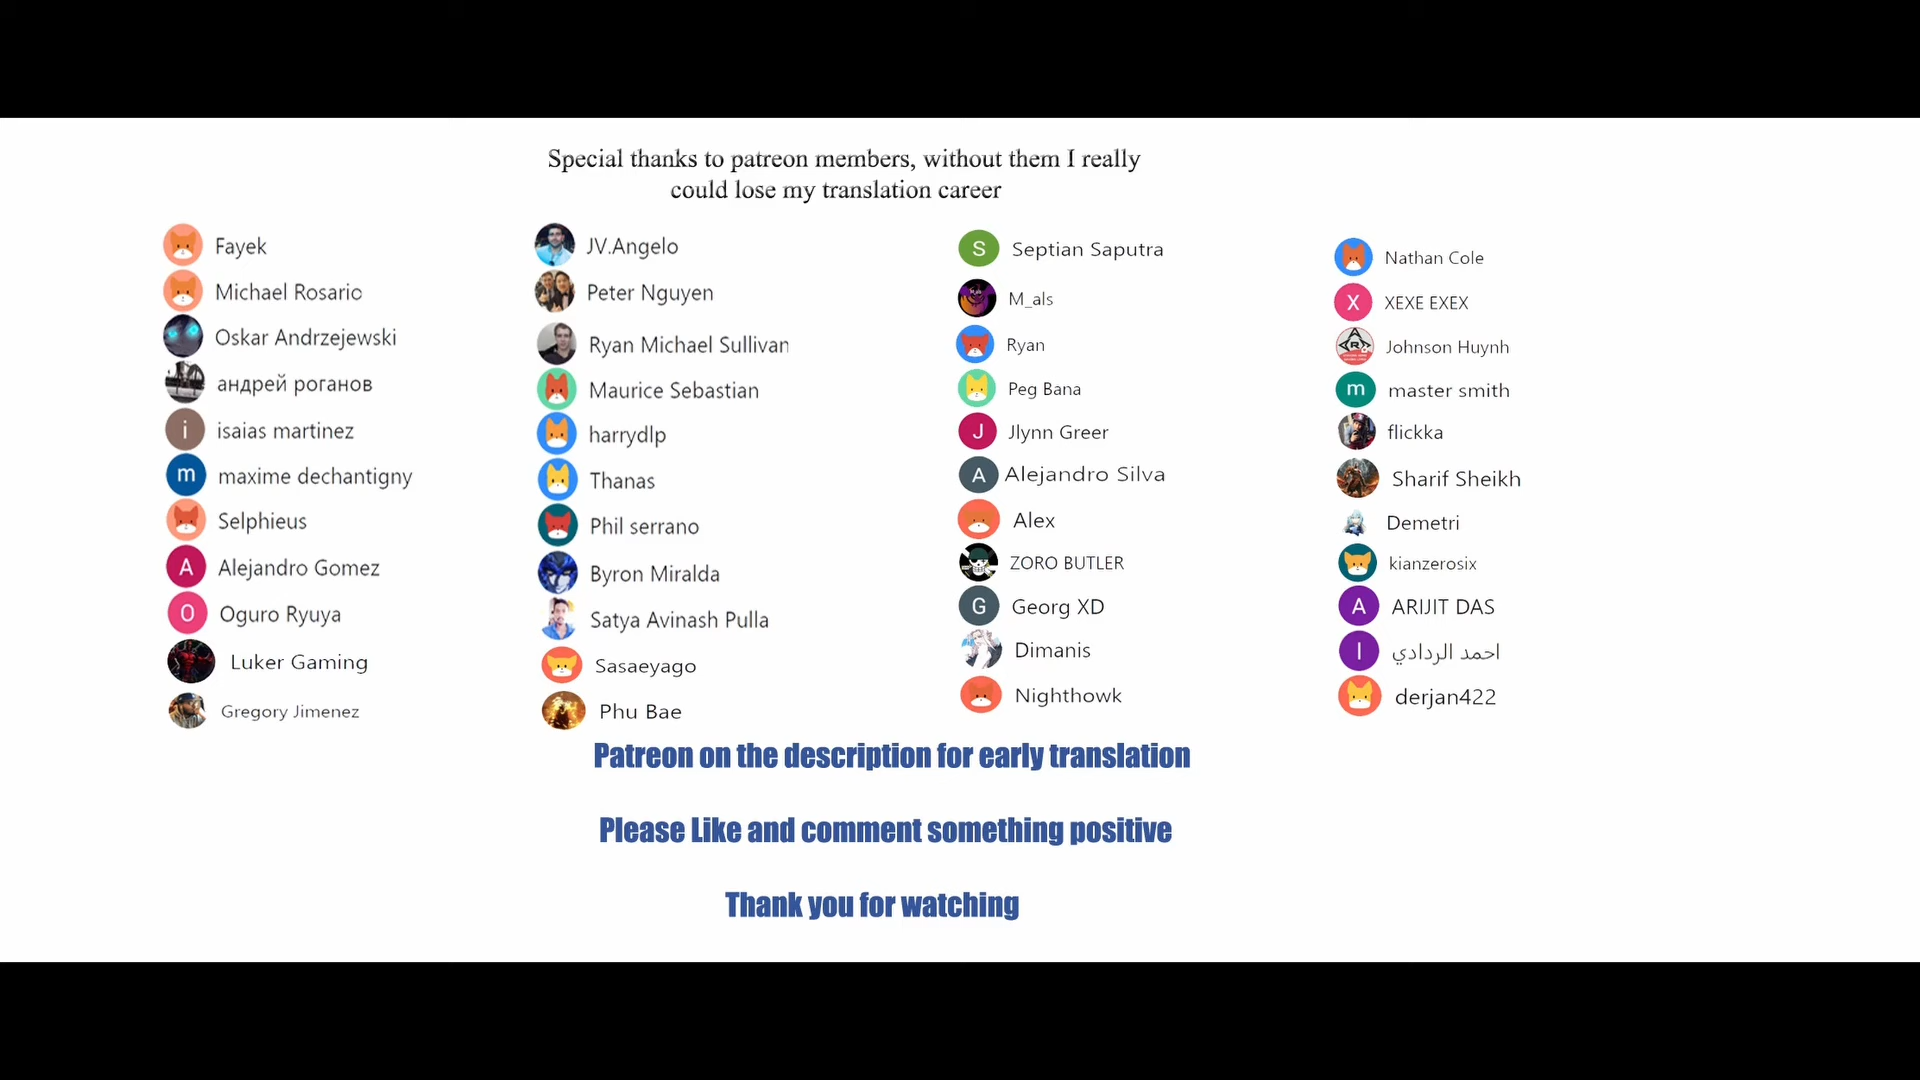 Special thanks to patreon members, without them I really
could lose my translation career
Fayek
Michael Rosario
Oskar Andrzejewski
андрей роганов
i isaias martinez
m maxime dechantigny
Selphieus
A Alejandro Gomez
O Oguro Ryuya
Luker Gaming
Gregory Jimenez
JV.Angelo
Peter Nguyen
Ryan Michael Sullivan
Maurice Sebastian
harrydlp
Thanas
Phil serrano
Byron Miralda
Satya Avinash Pulla
Sasaeyago
Phu Bae
S Septian Saputra
M_als
Ryan
Peg Bana
J Jlynn Greer
A Alejandro Silva
Alex
ZORO BUTLER
G Georg XD
Dimanis
Nighthowk
Nathan Cole
X XEXE EXEX
Johnson Huynh
m master smith
flickka
Sharif Sheikh
Demetri
kianzerosix
A ARIJIT DAS
I احمد الردادي
derjan422
Patreon on the description for early translation
Please Like and comment something positive
Thank you for watching